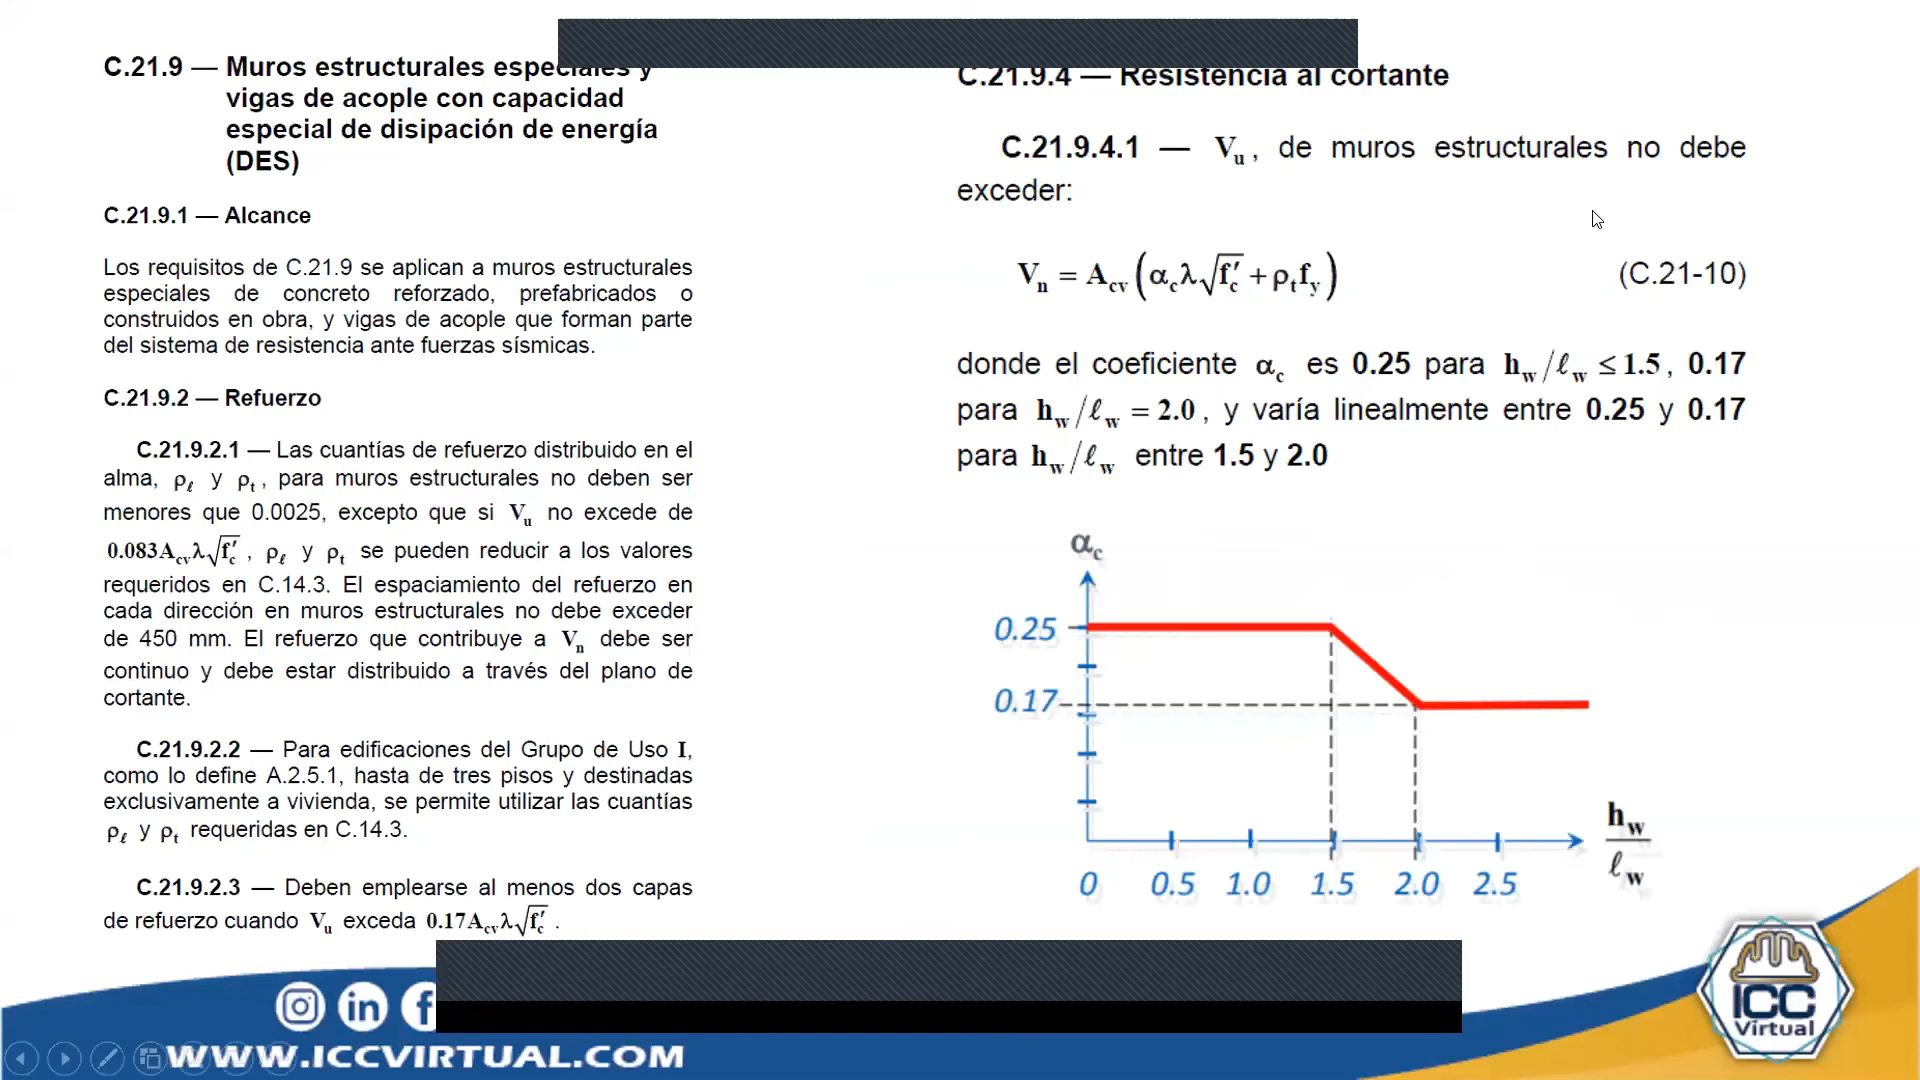 C.21.9 — Muros estructurales especiales y
vigas de acople con capacidad
especial de disipación de energía
(DES)
C.21.9.1 — Alcance
Los requisitos de C.21.9 se aplican a muros estructurales
especiales de concreto reforzado, prefabricados o
construidos en obra, y vigas de acople que forman parte
del sistema de resistencia ante fuerzas sísmicas.
C.21.9.2 — Refuerzo
C.21.9.2.1 — Las cuantías de refuerzo distribuido en el
alma, ρℓ y ρt, para muros estructurales no deben ser
menores que 0.0025, excepto que si Vu no excede de
0.083Acvλ√f′c, ρℓ y ρt se pueden reducir a los valores
requeridos en C.14.3. El espaciamiento del refuerzo en
cada dirección en muros estructurales no debe exceder
de 450 mm. El refuerzo que contribuye a Vn debe ser
continuo y debe estar distribuido a través del plano de
cortante.
C.21.9.2.2 — Para edificaciones del Grupo de Uso I,
como lo define A.2.5.1, hasta de tres pisos y destinadas
exclusivamente a vivienda, se permite utilizar las cuantías
ρℓ y ρt requeridas en C.14.3.
C.21.9.2.3 — Deben emplearse al menos dos capas
de refuerzo cuando Vu exceda 0.17Acvλ√f′c.
C.21.9.4 — Resistencia al cortante
C.21.9.4.1 — Vu, de muros estructurales no debe
exceder:
Vn = Acv(αcλ√f′c + ρtfy) (C.21-10)
donde el coeficiente αc es 0.25 para hw/ℓw ≤ 1.5, 0.17
para hw/ℓw = 2.0, y varía linealmente entre 0.25 y 0.17
para hw/ℓw entre 1.5 y 2.0
αc
0.25
0.17
0 0.5 1.0 1.5 2.0 2.5
hw
ℓw
in f
WWW.ICCVIRTUAL.COM
ICC
Virtual